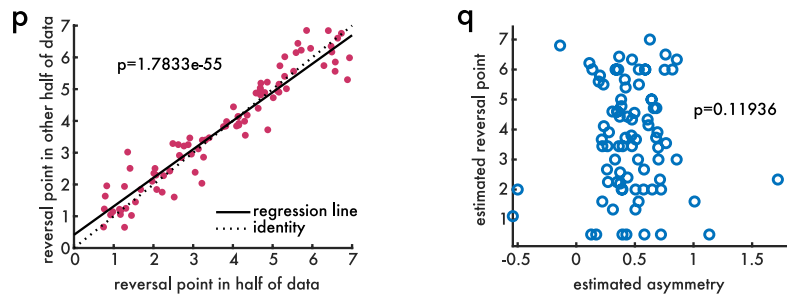 p
q
reversal point in other half of data
7
6
5
4
3
2
1
0
p=1.7833e-55
regression line
identity
0 1 2 3 4 5 6 7
reversal point in half of data
estimated reversal point
7
6
5
4
3
2
1
p=0.11936
-0.5 0 0.5 1 1.5
estimated asymmetry